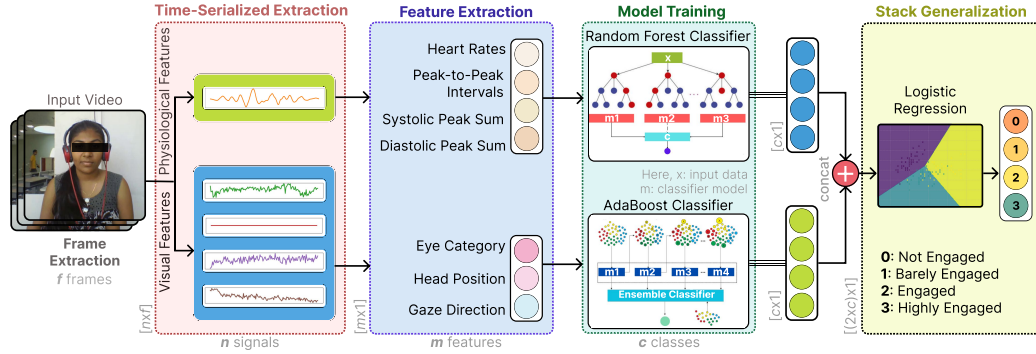 Time-Serialized Extraction
Feature Extraction
Model Training
Stack Generalization
Input Video
Frame
Extraction
f frames
Physiological Features
Visual Features
[nxf]
n signals
Heart Rates
Peak-to-Peak
Intervals
Systolic Peak Sum
Diastolic Peak Sum
Eye Category
Head Position
Gaze Direction
[mx1]
m features
Random Forest Classifier
x
m1 m2 ... m3
c
Here, x: input data
m: classifier model
AdaBoost Classifier
m1 m2 m3 ... m4
Ensemble Classifier
c classes
[cx1]
[cx1]
concat
[(2xc)x1]
Logistic
Regression
0
1
2
3
0: Not Engaged
1: Barely Engaged
2: Engaged
3: Highly Engaged